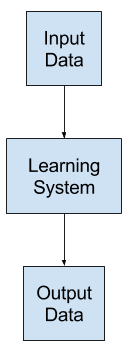 Input
Data
Learning
System
Output
Data